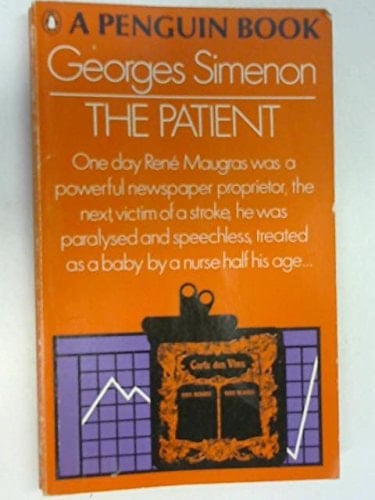 A PENGUIN BOOK
Georges Simenon
THE PATIENT
One day René Maugras was a
powerful newspaper proprietor, the
next, victim of a stroke, he was
paralysed and speechless, treated
as a baby by a nurse half his age...
Carte des Vins